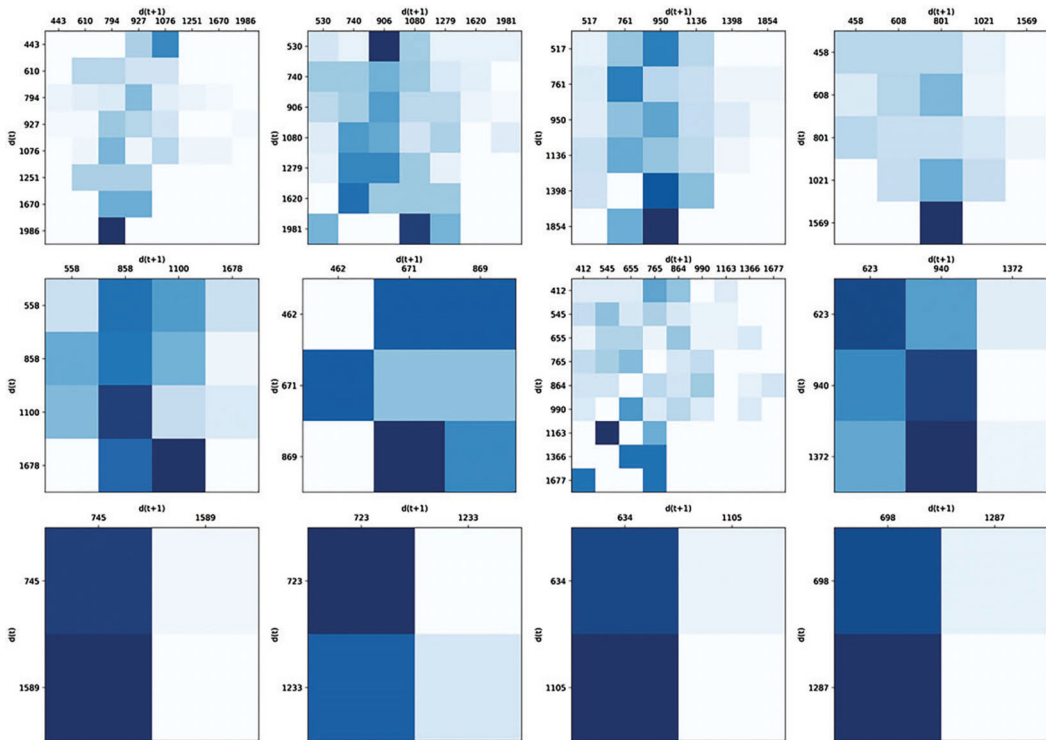 d(t+1)
443 610 794 927 1076 1251 1670 1986
d(t)
443
610
794
927
1076
1251
1670
1986
d(t+1)
530 740 906 1080 1279 1620 1981
d(t)
530
740
906
1080
1279
1620
1981
d(t+1)
517 761 950 1136 1398 1854
d(t)
517
761
950
1136
1398
1854
d(t+1)
458 608 801 1021 1569
d(t)
458
608
801
1021
1569
d(t+1)
558 858 1100 1678
d(t)
558
858
1100
1678
d(t+1)
462 671 869
d(t)
462
671
869
d(t+1)
412 545 655 765 864 990 1163 1366 1677
d(t)
412
545
655
765
864
990
1163
1366
1677
d(t+1)
623 940 1372
d(t)
623
940
1372
d(t+1)
745 1589
d(t)
745
1589
d(t+1)
723 1233
d(t)
723
1233
d(t+1)
634 1105
d(t)
634
1105
d(t+1)
698 1287
d(t)
698
1287